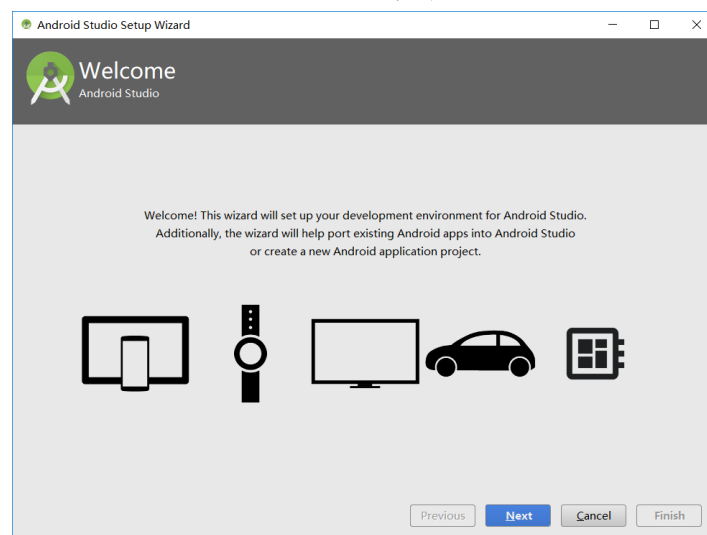 Android Studio Setup Wizard
Welcome
Android Studio
Welcome! This wizard will set up your development environment for Android Studio.
Additionally, the wizard will help port existing Android apps into Android Studio
or create a new Android application project.
Previous Next Cancel Finish